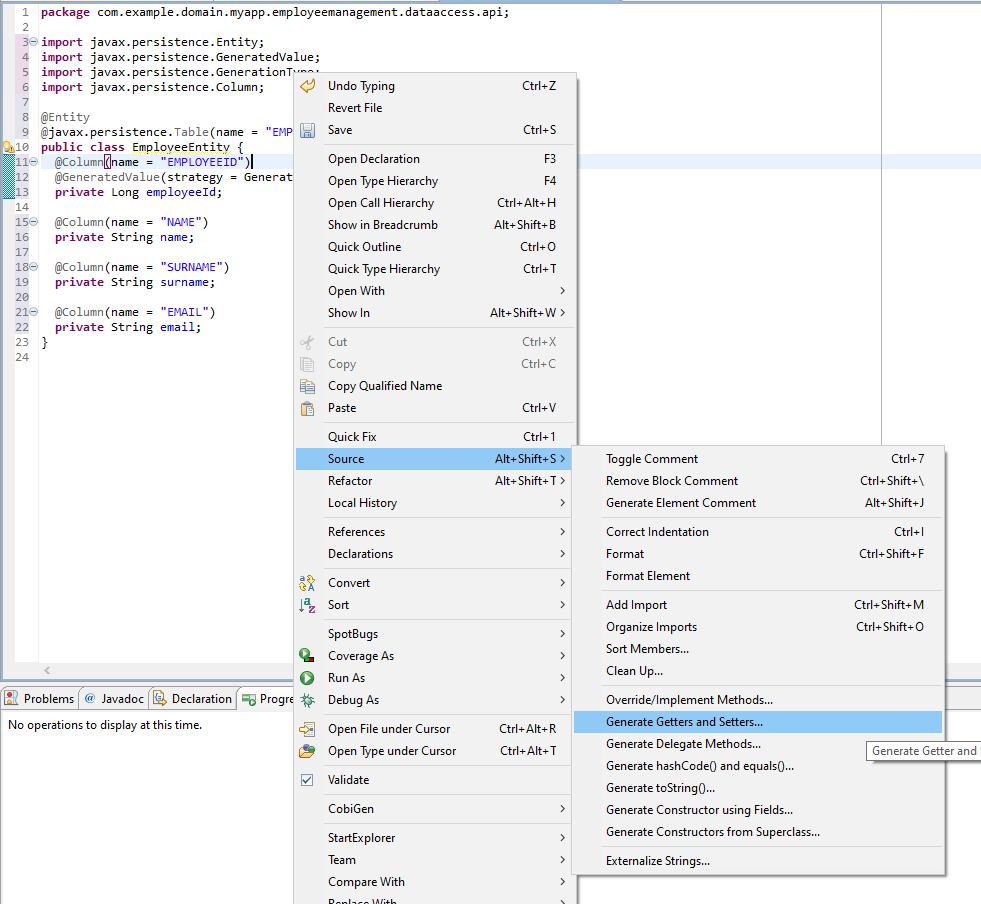 1 package com.example.domain.myapp.employeemanagement.dataaccess.api;
2
3 import javax.persistence.Entity;
4 import javax.persistence.GeneratedValue;
5 import javax.persistence.GenerationType;
6 import javax.persistence.Column;
7
8 @Entity
9 @javax.persistence.Table(name = "EMP
10 public class EmployeeEntity {
11 @Column(name = "EMPLOYEEID")
12 @GeneratedValue(strategy = Generat
13 private Long employeeId;
14
15 @Column(name = "NAME")
16 private String name;
17
18 @Column(name = "SURNAME")
19 private String surname;
20
21 @Column(name = "EMAIL")
22 private String email;
23 }
24
Undo Typing Ctrl+Z
Revert File
Save Ctrl+S
Open Declaration F3
Open Type Hierarchy F4
Open Call Hierarchy Ctrl+Alt+H
Show in Breadcrumb Alt+Shift+B
Quick Outline Ctrl+O
Quick Type Hierarchy Ctrl+T
Open With >
Show In Alt+Shift+W >
Cut Ctrl+X
Copy Ctrl+C
Copy Qualified Name
Paste Ctrl+V
Quick Fix Ctrl+1
Source Alt+Shift+S >
Refactor Alt+Shift+T >
Local History >
References >
Declarations >
Convert >
Sort >
SpotBugs >
Coverage As >
Run As >
Debug As >
Open File under Cursor Ctrl+Alt+R
Open Type under Cursor Ctrl+Alt+T
Validate
CobiGen >
StartExplorer >
Team >
Compare With >
Replace With >
Toggle Comment Ctrl+7
Remove Block Comment Ctrl+Shift+\
Generate Element Comment Alt+Shift+J
Correct Indentation Ctrl+I
Format Ctrl+Shift+F
Format Element
Add Import Ctrl+Shift+M
Organize Imports Ctrl+Shift+O
Sort Members...
Clean Up...
Override/Implement Methods...
Generate Getters and Setters...
Generate Delegate Methods...
Generate hashCode() and equals()...
Generate toString()...
Generate Constructor using Fields...
Generate Constructors from Superclass...
Externalize Strings...
Generate Getter and
Problems @ Javadoc Declaration Progre
No operations to display at this time.